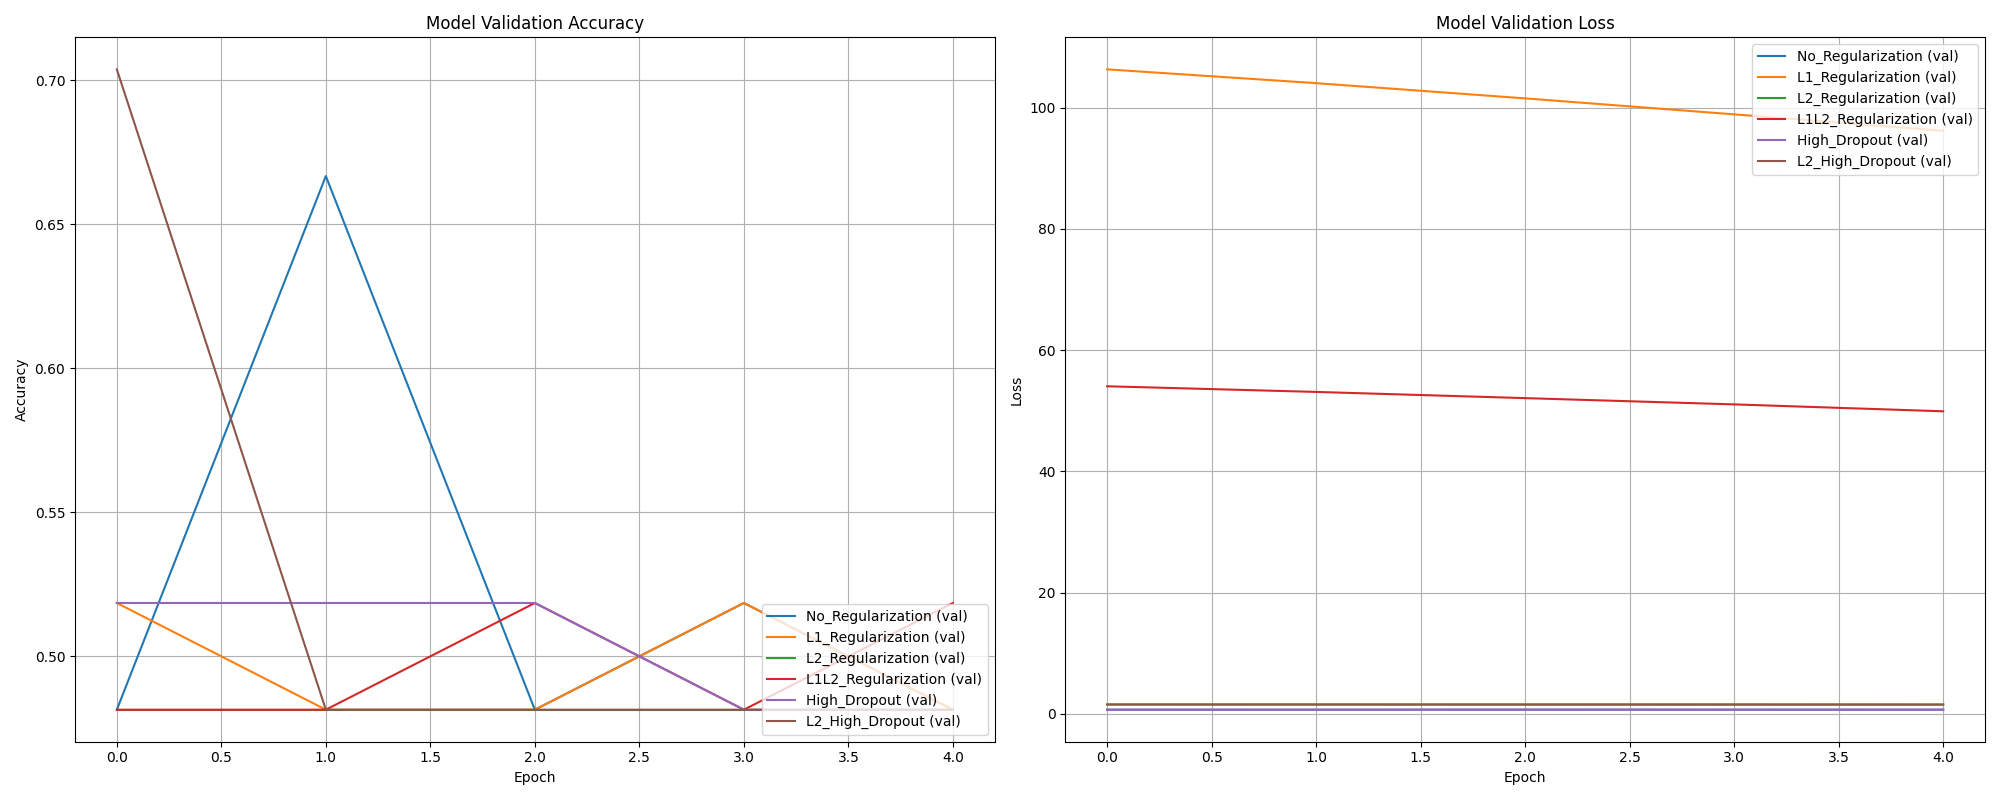 Model Validation Accuracy
Accuracy
0.70
0.65
0.60
0.55
0.50
No_Regularization (val)
L1_Regularization (val)
L2_Regularization (val)
L1L2_Regularization (val)
High_Dropout (val)
L2_High_Dropout (val)
0.0 0.5 1.0 1.5 2.0 2.5 3.0 3.5 4.0
Epoch
Model Validation Loss
Loss
No_Regularization (val)
L1_Regularization (val)
L2_Regularization (val)
L1L2_Regularization (val)
High_Dropout (val)
L2_High_Dropout (val)
100
80
60
40
20
0
0.0 0.5 1.0 1.5 2.0 2.5 3.0 3.5 4.0
Epoch